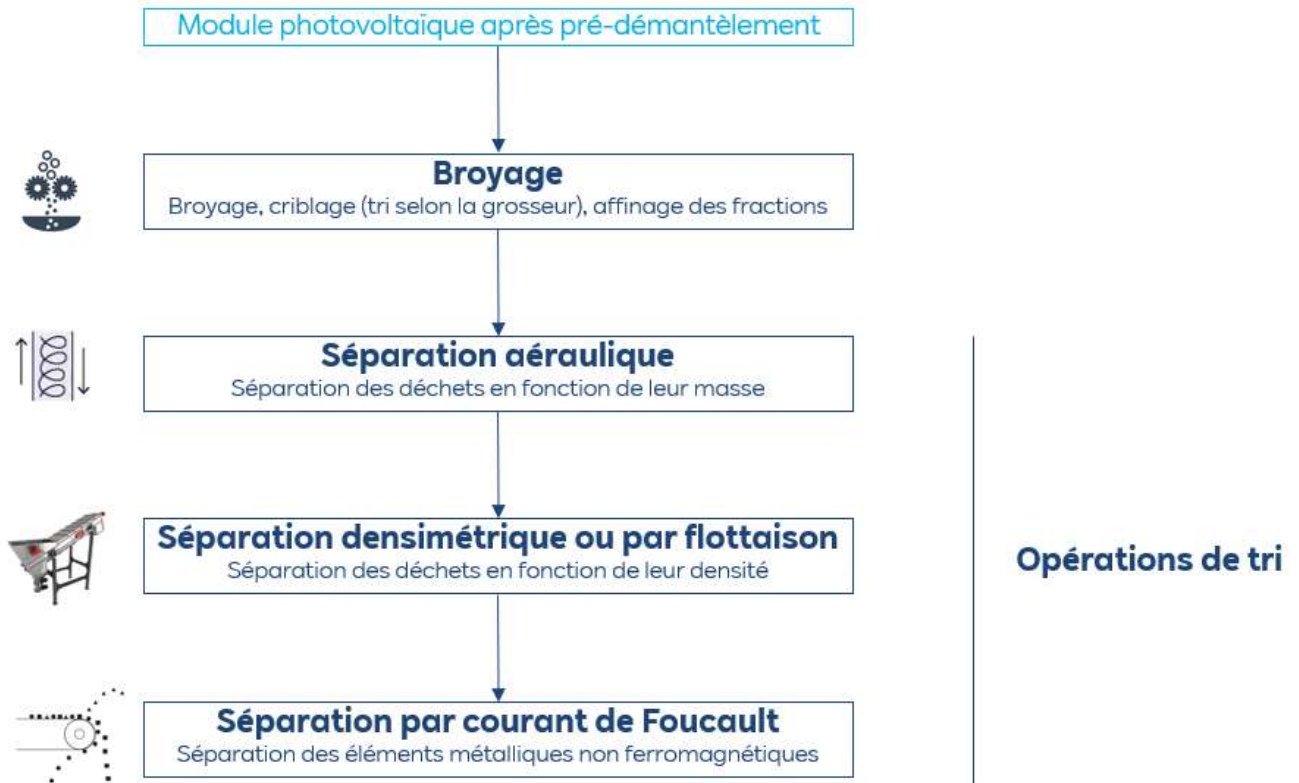 Module photovoltaïque après pré-démantèlement
Broyage
Broyage, criblage (tri selon la grosseur), affinage des fractions
Séparation aéraulique
Séparation des déchets en fonction de leur masse
Séparation densimétrique ou par flottaison
Séparation des déchets en fonction de leur densité
Opérations de tri
Séparation par courant de Foucault
Séparation des éléments métalliques non ferromagnétiques